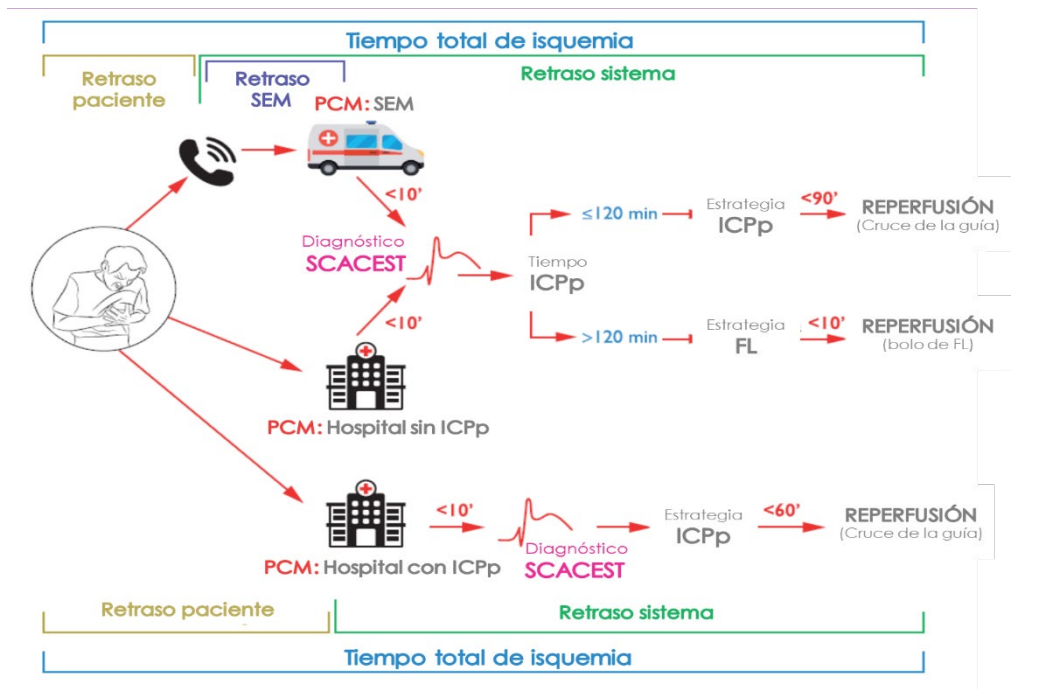 Tiempo total de isquemia
Retraso
paciente
Retraso
SEM
Retraso sistema
PCM: SEM
<10'
Diagnóstico
SCACEST
<10'
Tiempo
ICPp
≤120 min
Estrategia
ICPp
<90'
REPERFUSIÓN
(Cruce de la guía)
>120 min
Estrategia
FL
<10'
REPERFUSIÓN
(bolo de FL)
PCM: Hospital sin ICPp
<10'
Diagnóstico
SCACEST
Estrategia
ICPp
<60'
REPERFUSIÓN
(Cruce de la guía)
PCM: Hospital con ICPp
Retraso paciente
Retraso sistema
Tiempo total de isquemia